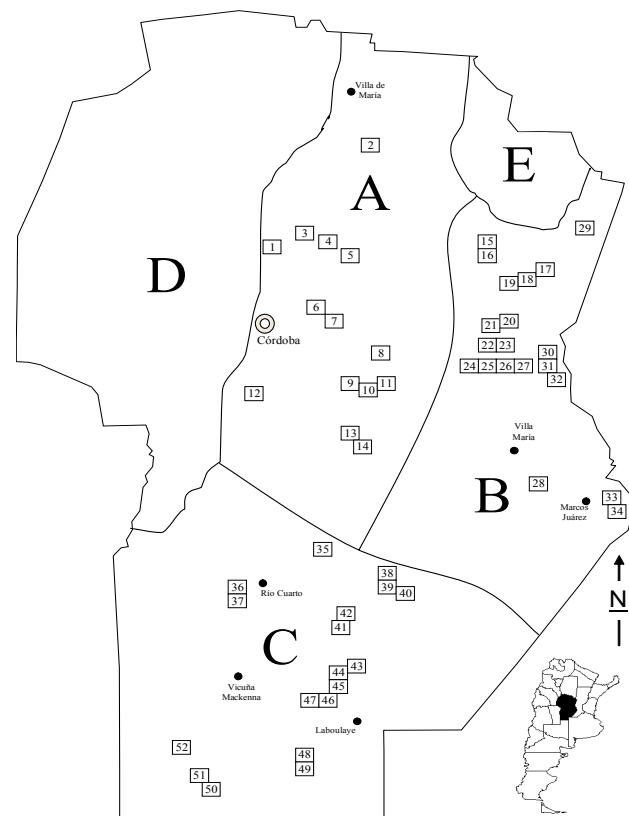 Villa de
María
2
E
A
29
3
4
1
5
15
16
17
18
19
D
6
7
20
21
Córdoba
22 23
8
30
24 25 26 27
31
9
10
11
32
12
Villa
María
13
14
28
B
33
Marcos
Juárez
34
35
38
36
39
40
Río Cuarto
37
N
42
41
C
43
44
45
Vicuña
Mackenna
47 46
Laboulaye
52
48
49
51
50